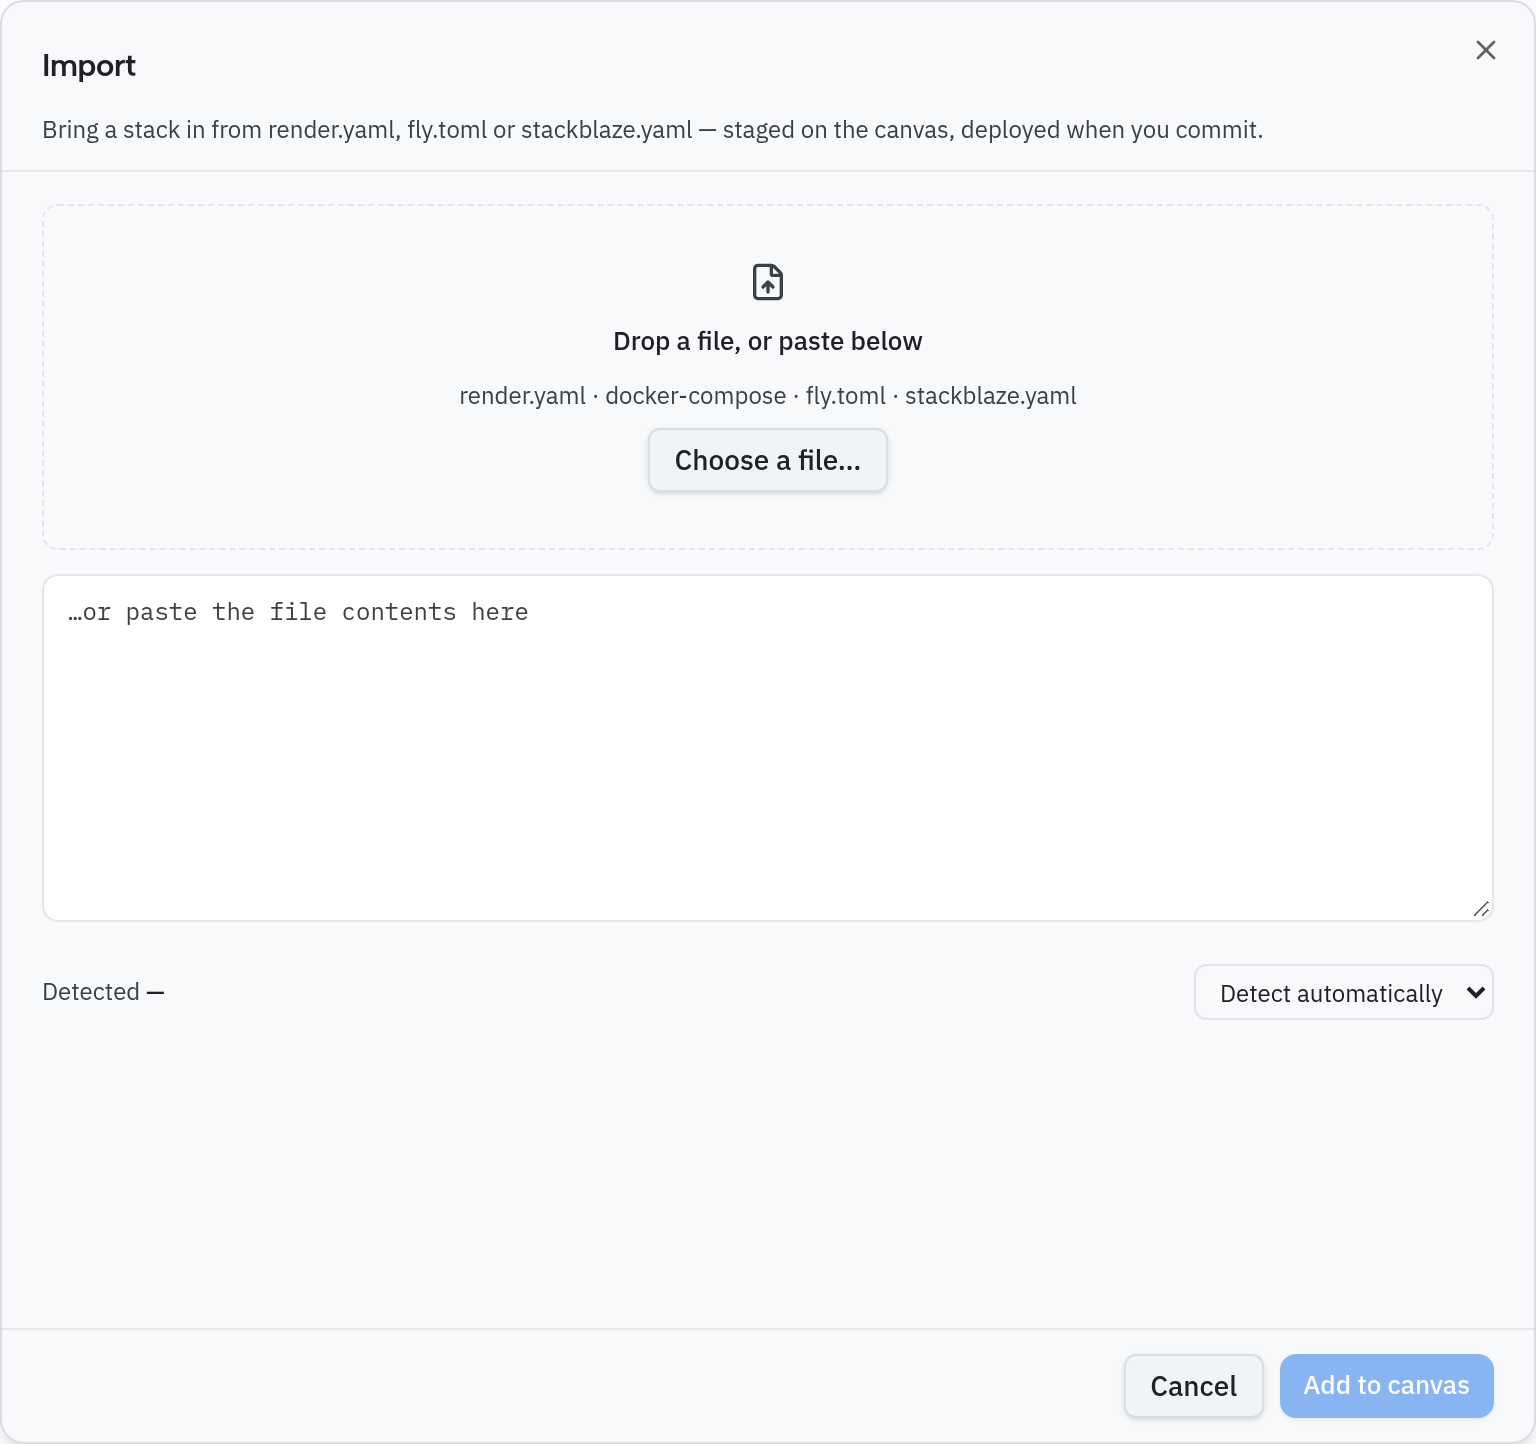 Import
Bring a stack in from render.yaml, fly.toml or stackblaze.yaml — staged on the canvas, deployed when you commit.
Drop a file, or paste below
render.yaml · docker-compose · fly.toml · stackblaze.yaml
Choose a file...
…or paste the file contents here
Detected —
Detect automatically
Cancel
Add to canvas